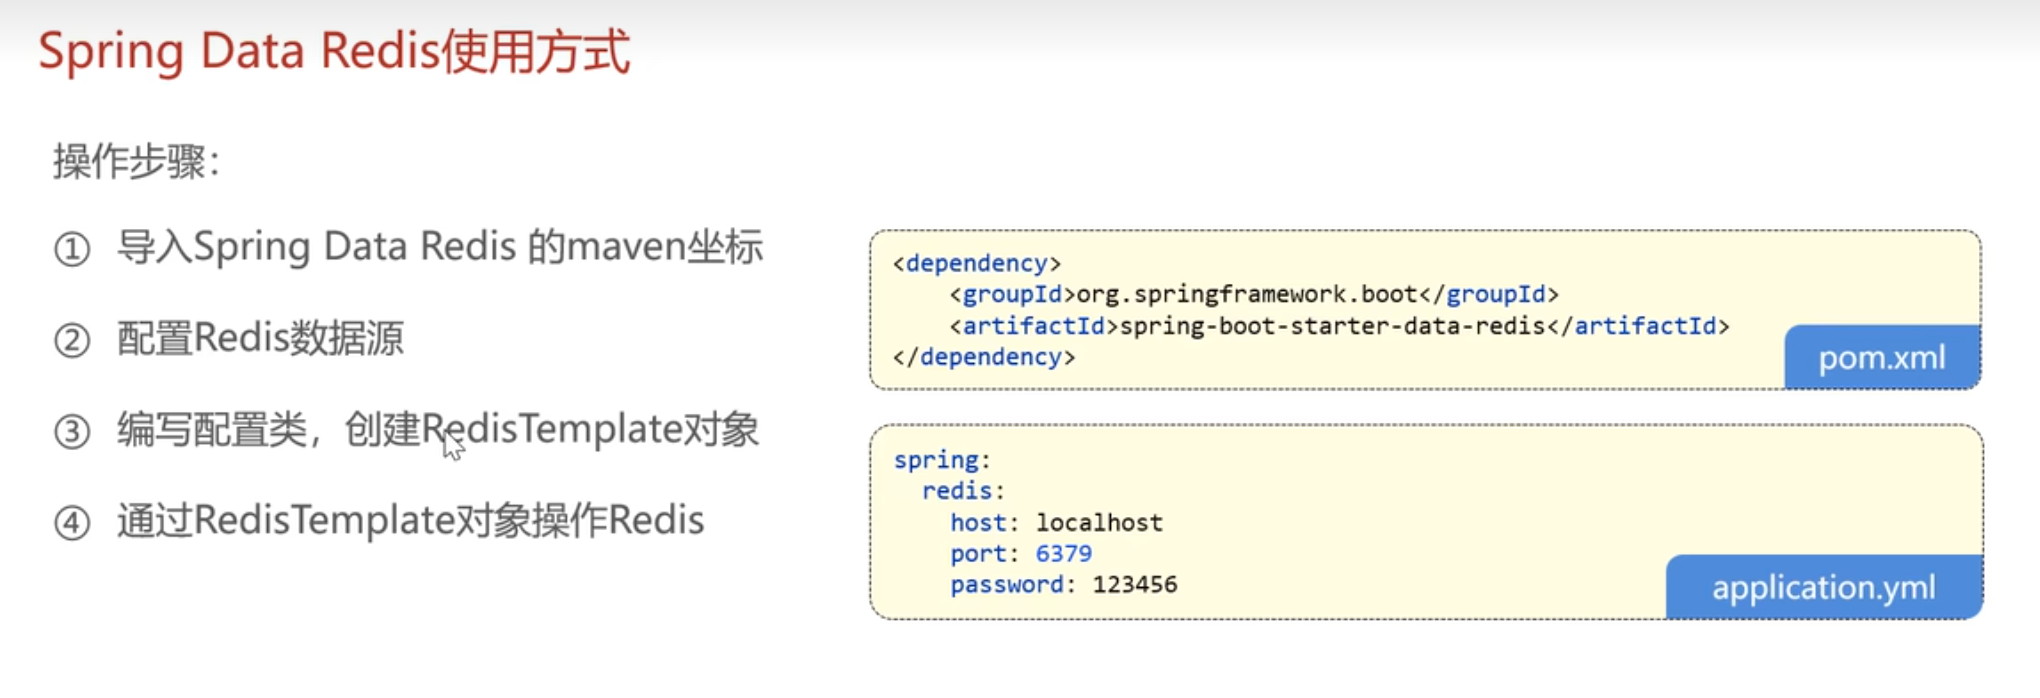 Spring Data Redis使用方式
操作步骤：
① 导入Spring Data Redis 的maven坐标
② 配置Redis数据源
③ 编写配置类，创建RedisTemplate对象
④ 通过RedisTemplate对象操作Redis
<dependency>
    <groupId>org.springframework.boot</groupId>
    <artifactId>spring-boot-starter-data-redis</artifactId>
</dependency>
pom.xml
spring:
  redis:
    host: localhost
    port: 6379
    password: 123456
application.yml